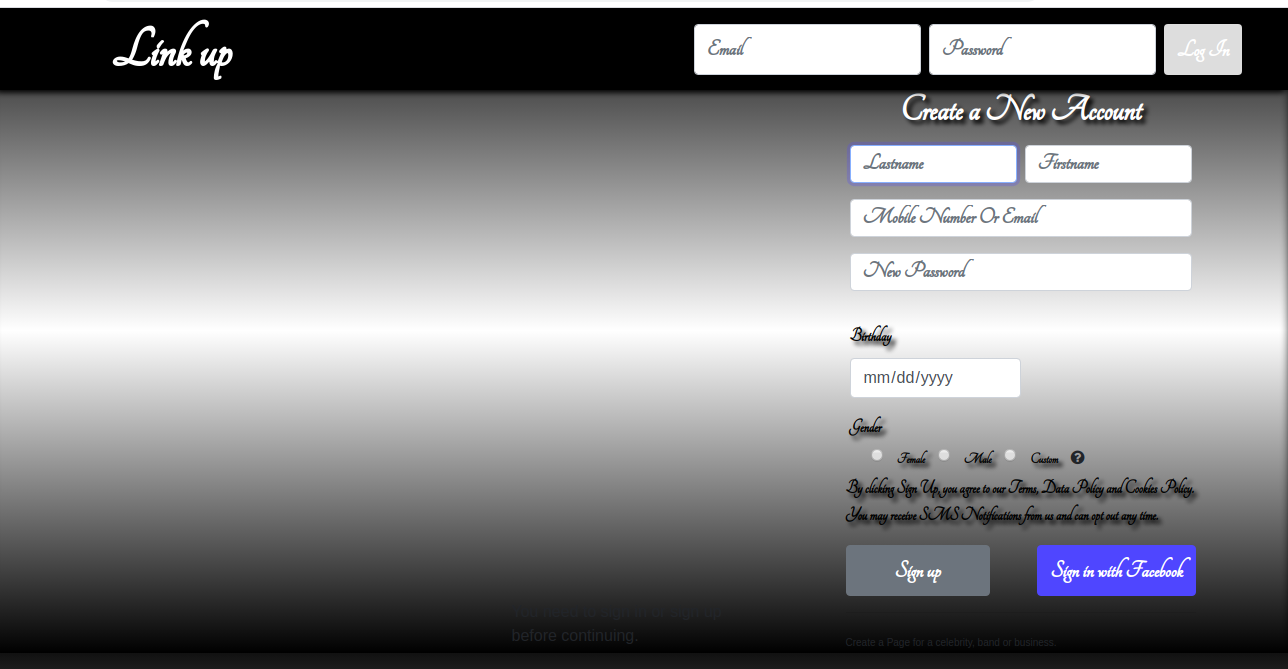 Link up
Email Password Log In
Create a New Account
Lastname Firstname
Mobile Number Or Email
New Password
Birthday
mm/dd/yyyy
Gender
Female Male Custom
By clicking Sign Up, you agree to our Terms, Data Policy and Cookies Policy.
You may receive SMS Notifications from us and can opt out any time.
Sign up Sign in with Facebook
You need to sign in or sign up
before continuing.
Create a Page for a celebrity, band or business.